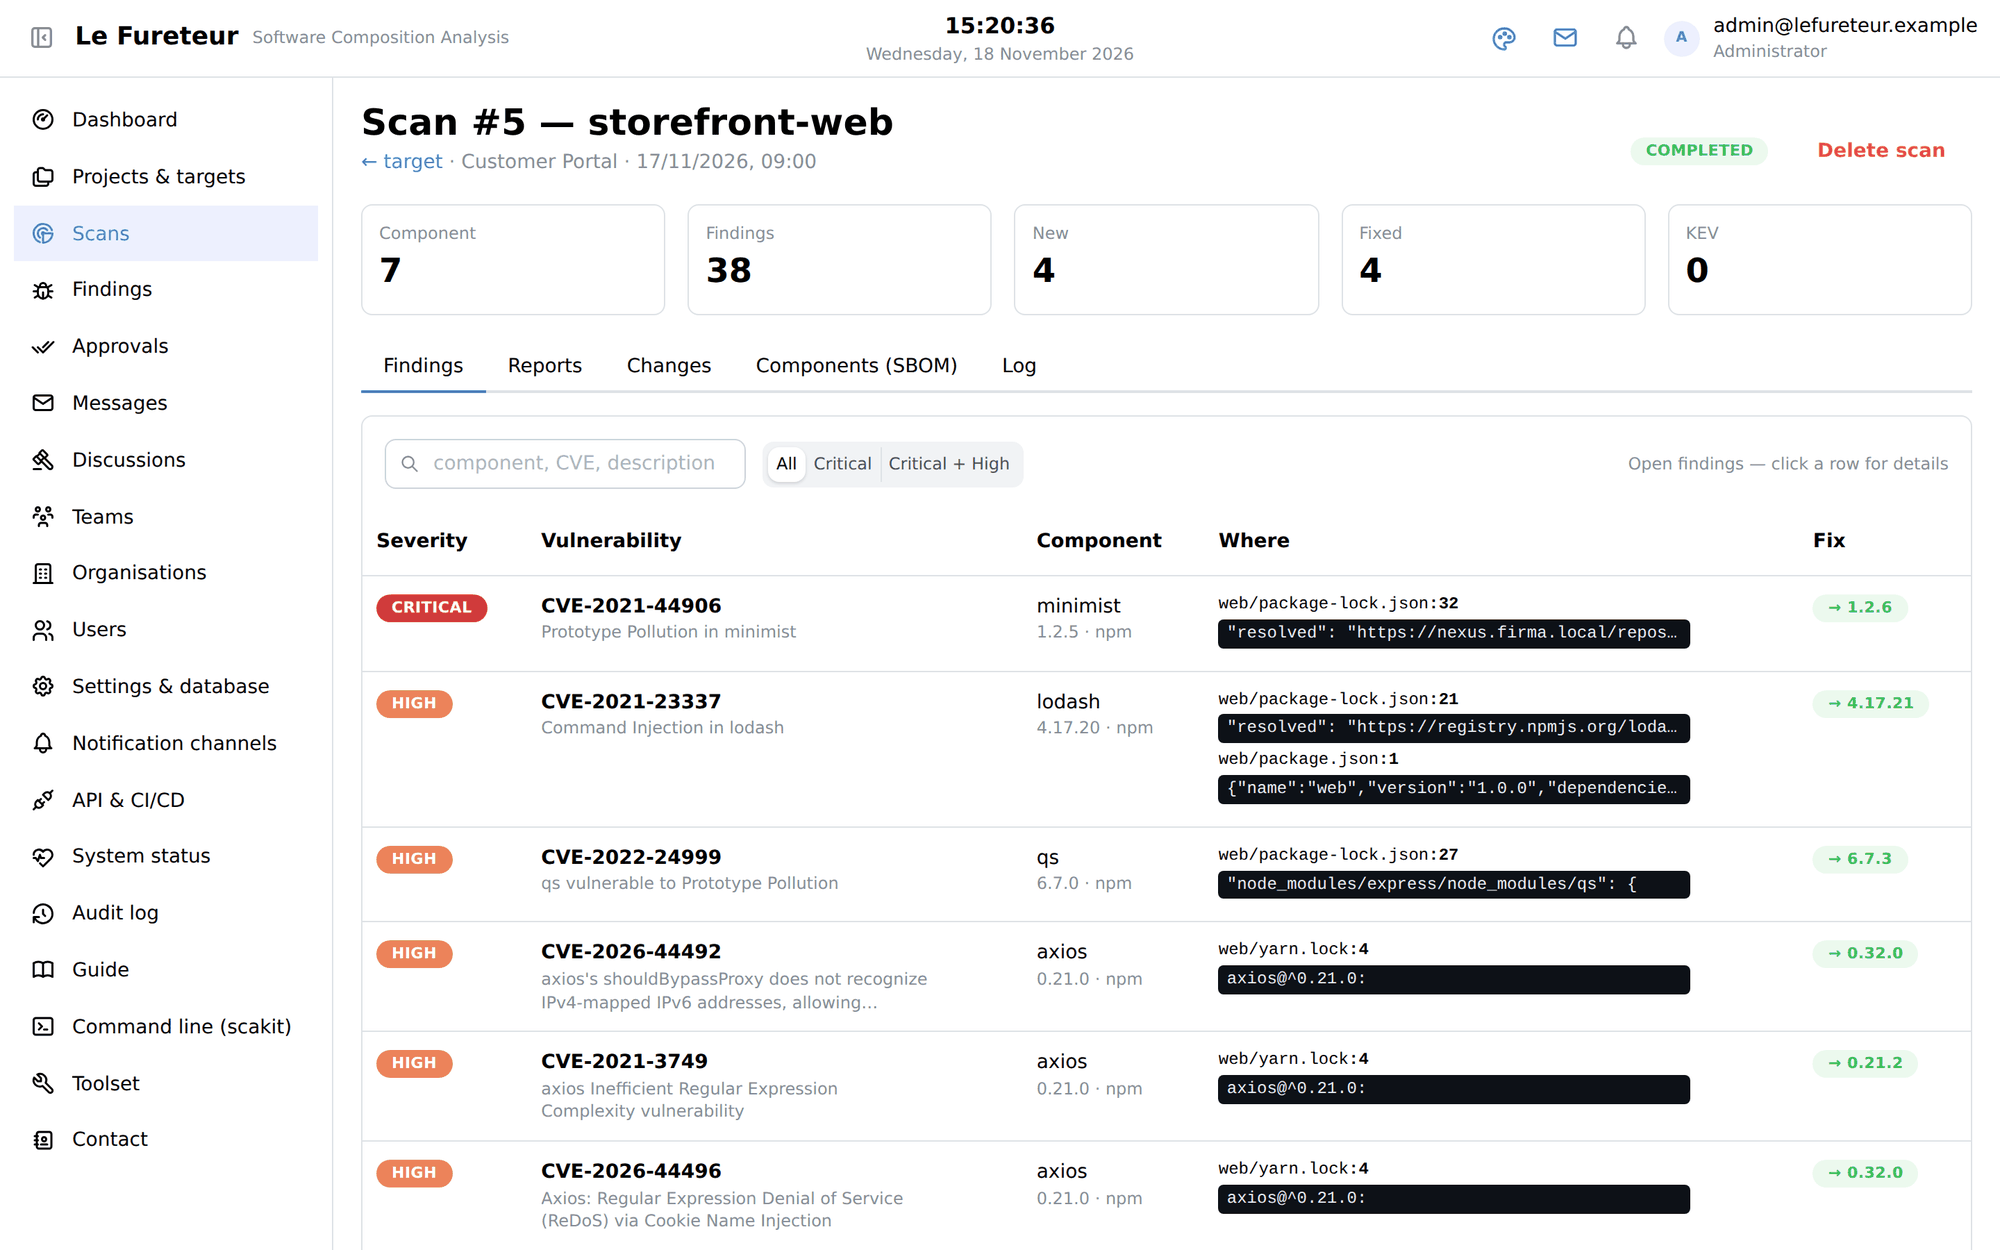 Le Fureteur Software Composition Analysis
15:20:36
Wednesday, 18 November 2026
A
admin@lefureteur.example
Administrator
Dashboard
Projects & targets
Scans
Findings
Approvals
Messages
Discussions
Teams
Organisations
Users
Settings & database
Notification channels
API & CI/CD
System status
Audit log
Guide
Command line (scakit)
Toolset
Contact
Scan #5 — storefront-web
← target · Customer Portal · 17/11/2026, 09:00
COMPLETED
Delete scan
Component
7
Findings
38
New
4
Fixed
4
KEV
0
Findings Reports Changes Components (SBOM) Log
component, CVE, description
All Critical Critical + High
Open findings — click a row for details
Severity Vulnerability Component Where Fix
CRITICAL
CVE-2021-44906
Prototype Pollution in minimist
minimist
1.2.5 · npm
web/package-lock.json:32
"resolved": "https://nexus.firma.local/repos…
→ 1.2.6
HIGH
CVE-2021-23337
Command Injection in lodash
lodash
4.17.20 · npm
web/package-lock.json:21
"resolved": "https://registry.npmjs.org/loda…
web/package.json:1
{"name":"web","version":"1.0.0","dependencie…
→ 4.17.21
HIGH
CVE-2022-24999
qs vulnerable to Prototype Pollution
qs
6.7.0 · npm
web/package-lock.json:27
"node_modules/express/node_modules/qs": {
→ 6.7.3
HIGH
CVE-2026-44492
axios's shouldBypassProxy does not recognize
IPv4-mapped IPv6 addresses, allowing…
axios
0.21.0 · npm
web/yarn.lock:4
axios@^0.21.0:
→ 0.32.0
HIGH
CVE-2021-3749
axios Inefficient Regular Expression
Complexity vulnerability
axios
0.21.0 · npm
web/yarn.lock:4
axios@^0.21.0:
→ 0.21.2
HIGH
CVE-2026-44496
Axios: Regular Expression Denial of Service
(ReDoS) via Cookie Name Injection
axios
0.21.0 · npm
web/yarn.lock:4
axios@^0.21.0:
→ 0.32.0